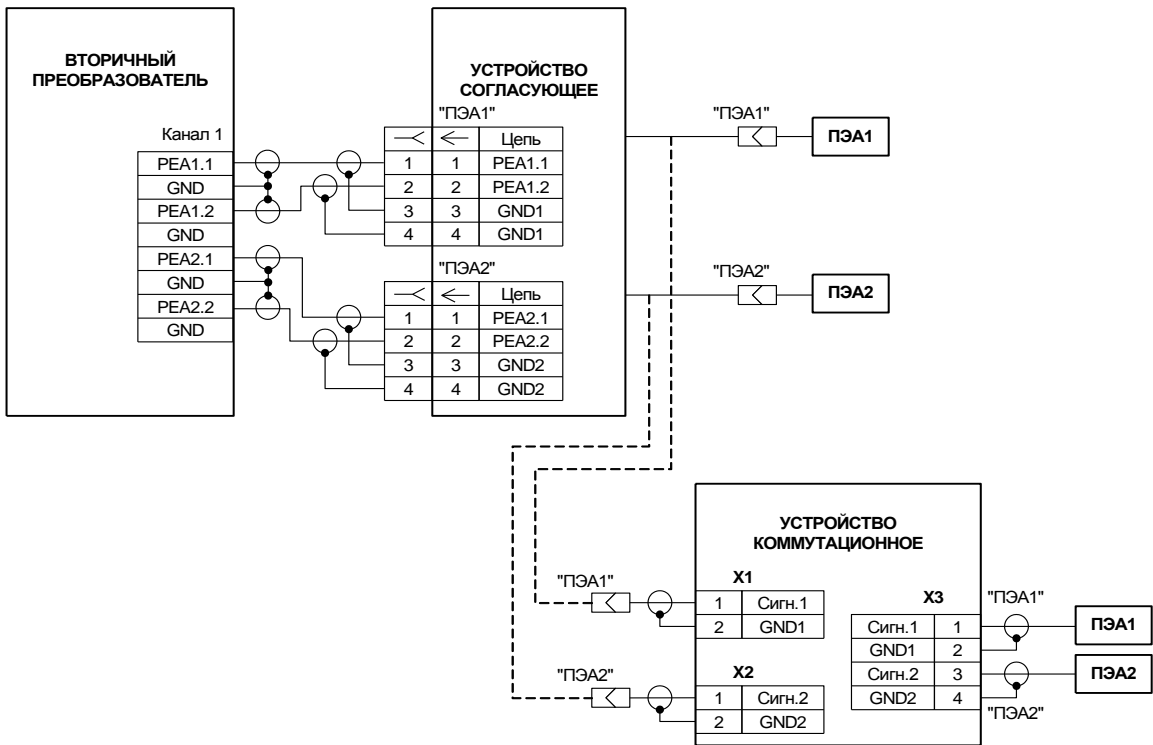 ВТОРИЧНЫЙ
ПРЕОБРАЗОВАТЕЛЬ
Канал 1
PEA1.1
GND
PEA1.2
GND
PEA2.1
GND
PEA2.2
GND
УСТРОЙСТВО
СОГЛАСУЮЩЕЕ
"ПЭА1"
Цепь
1 1 PEA1.1
2 2 PEA1.2
3 3 GND1
4 4 GND1
"ПЭА2"
Цепь
1 1 PEA2.1
2 2 PEA2.2
3 3 GND2
4 4 GND2
"ПЭА1"
ПЭА1
"ПЭА2"
ПЭА2
УСТРОЙСТВО
КОММУТАЦИОННОЕ
"ПЭА1"
X1
1 Сигн.1
2 GND1
"ПЭА2"
X2
1 Сигн.2
2 GND2
X3
Сигн.1 1
GND1 2
Сигн.2 3
GND2 4
"ПЭА1"
ПЭА1
ПЭА2
"ПЭА2"